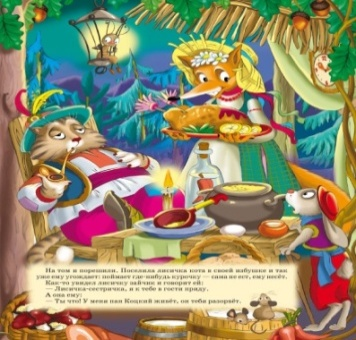 На том и порешили. Поселила лисичка кота в своей избушке и так
уже ему угождает: поймает где-нибудь курочку — сама не ест, ему несёт.
Как-то увидел лисичку зайчик и говорит ей:
— Лисичка-сестричка, я к тебе в гости приду.
А она ему:
— Ты что! У меня пан Коцкий живёт, он тебя разорвёт.